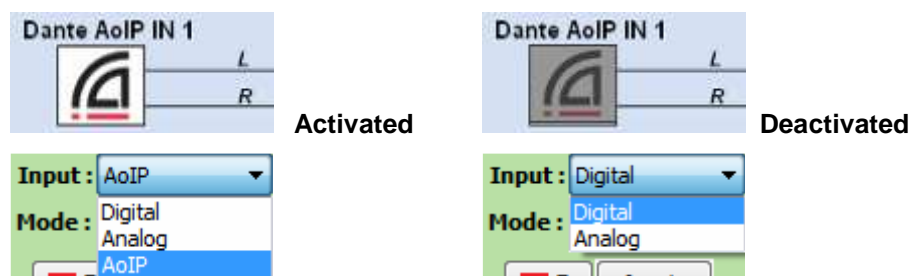 Dante AoIP IN 1
L
R
Activated
Input : AoIP
Mode :
Digital
Analog
AoIP
Dante AoIP IN 1
L
R
Deactivated
Input : Digital
Mode :
Digital
Analog